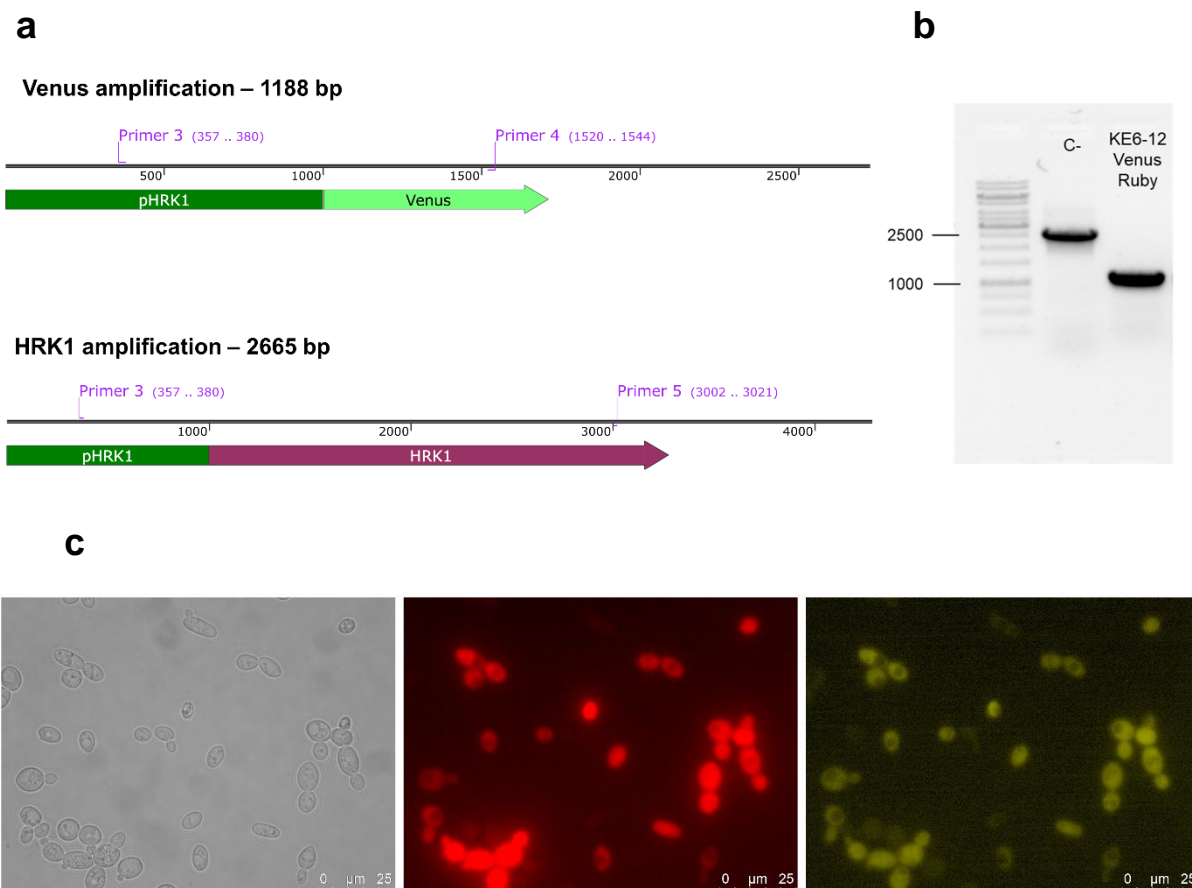 a
Venus amplification – 1188 bp
Primer 3 (357 .. 380)
Primer 4 (1520 .. 1544)
500
1000
1500
2000
2500
pHRK1
Venus
HRK1 amplification – 2665 bp
Primer 3 (357 .. 380)
Primer 5 (3002 .. 3021)
1000
2000
3000
4000
pHRK1
HRK1
b
C-
KE6-12
Venus
Ruby
2500
1000
c
0 µm 25
0 µm 25
0 µm 25